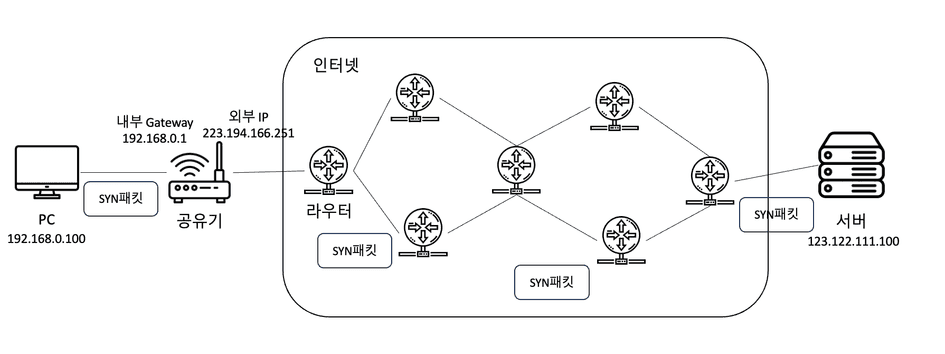 인터넷
내부 Gateway
192.168.0.1
외부 IP
223.194.166.251
SYN패킷
PC
192.168.0.100
공유기
라우터
SYN패킷
SYN패킷
SYN패킷
서버
123.122.111.100